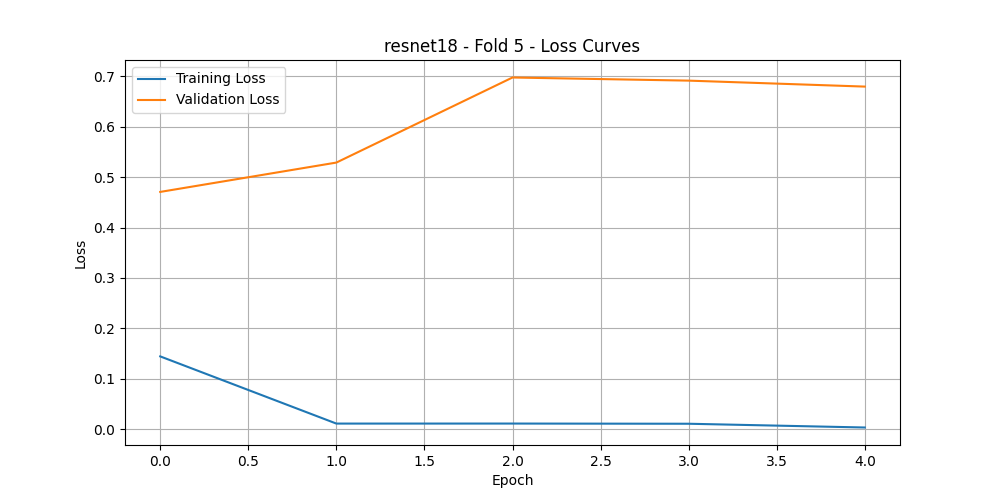 resnet18 - Fold 5 - Loss Curves
Training Loss
Validation Loss
0.7
0.6
0.5
0.4
0.3
0.2
0.1
0.0
Loss
0.0 0.5 1.0 1.5 2.0 2.5 3.0 3.5 4.0
Epoch